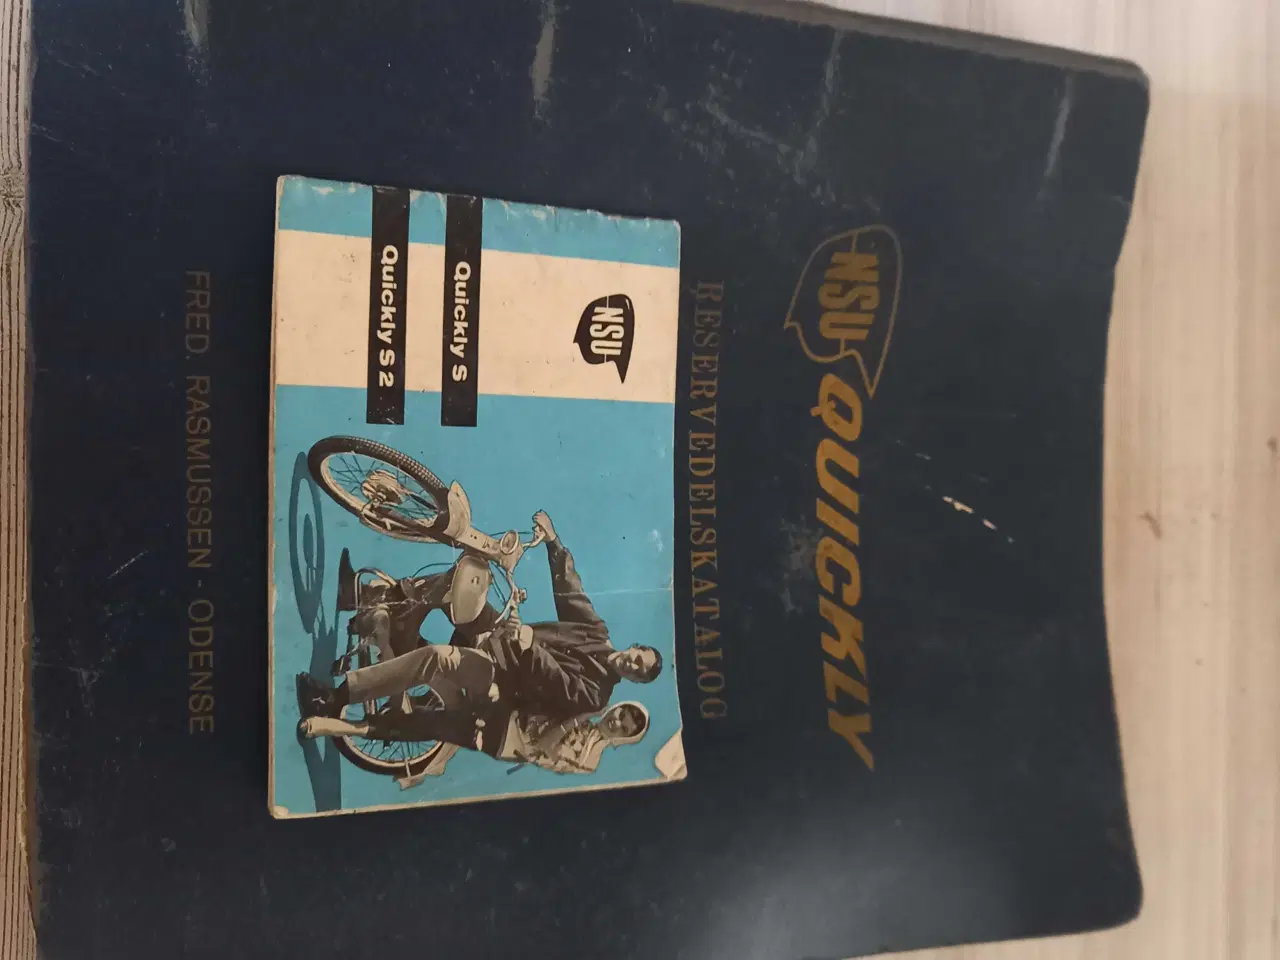 NSU QUICKLY
RESERVEDELSKATALOG
NSU
Quickly S
Quickly S 2
FRED. RASMUSSEN - ODENSE